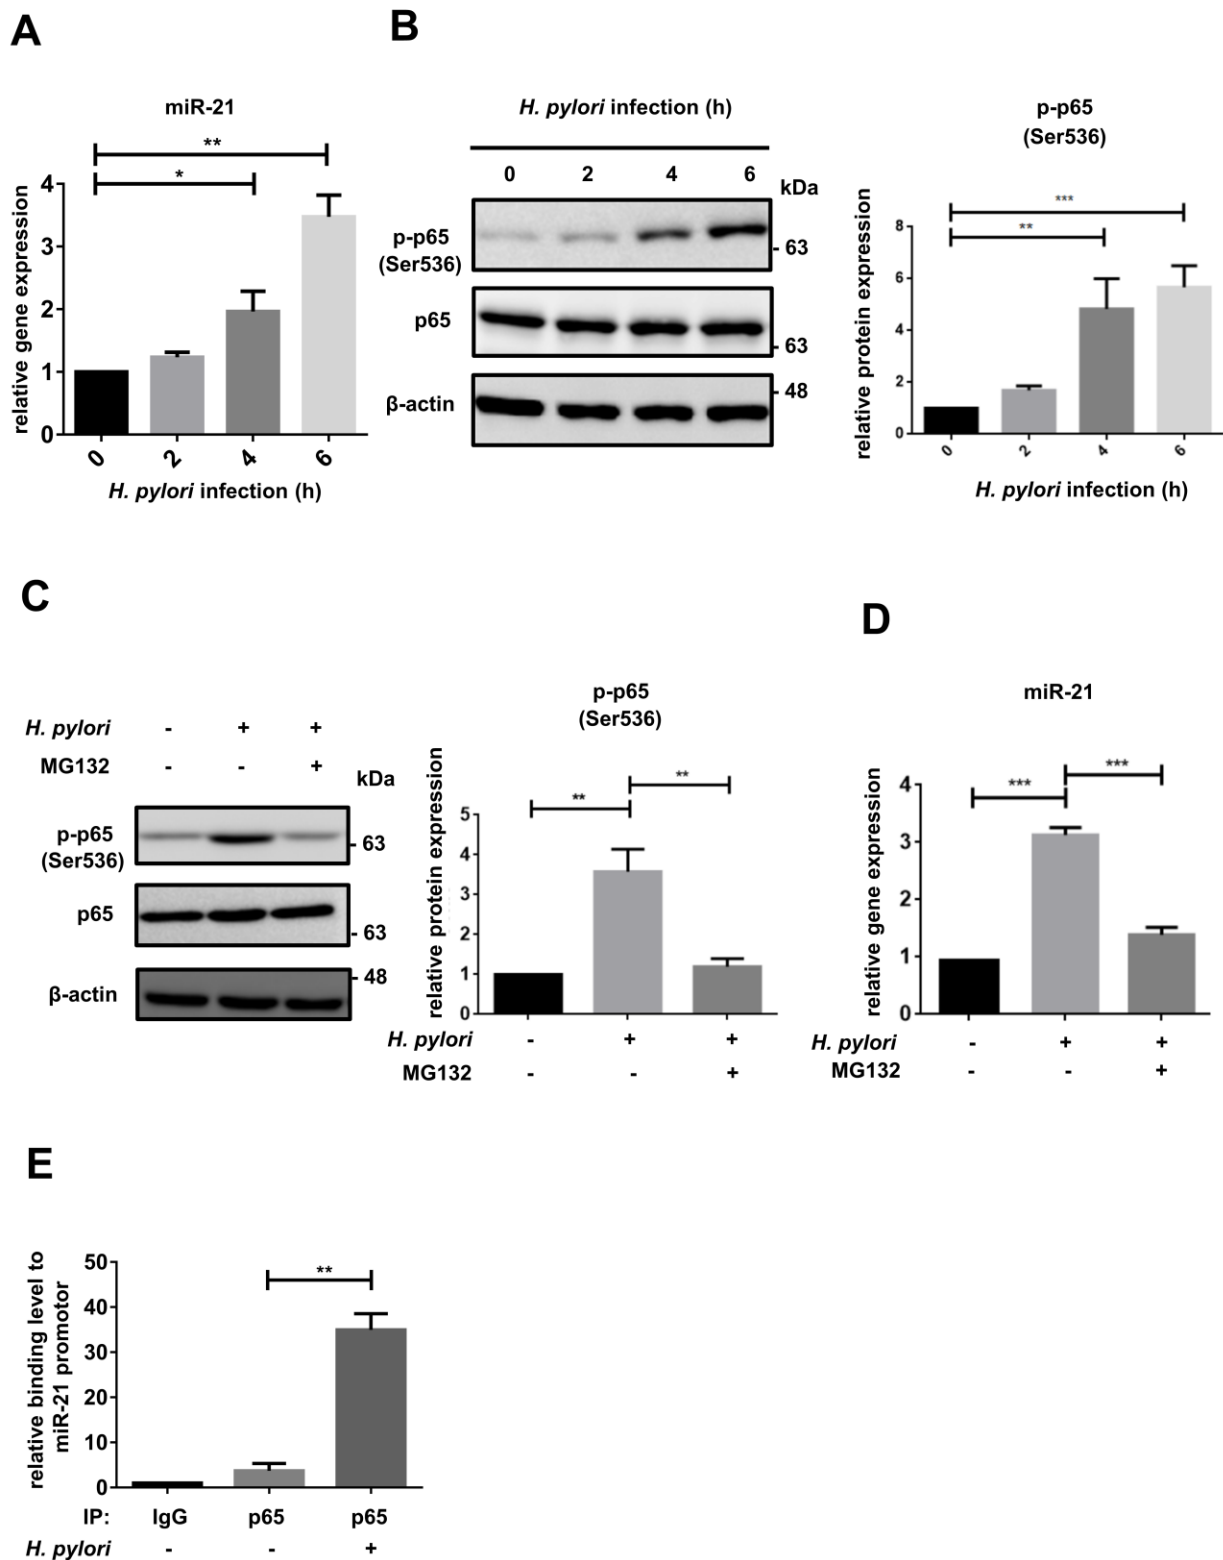 A
miR-21
**
*
relative gene expression
4
3
2
1
0
0 2 4 6
H. pylori infection (h)
B
H. pylori infection (h)
0 2 4 6
kDa
p-p65
(Ser536)
- 63
p65
- 63
β-actin
- 48
p-p65
(Ser536)
***
**
relative protein expression
8
6
4
2
0
0 2 4 6
H. pylori infection (h)
C
H. pylori - + +
MG132 - - +
kDa
p-p65
(Ser536)
- 63
p65
- 63
β-actin
- 48
p-p65
(Ser536)
**
**
relative protein expression
5
4
3
2
1
0
H. pylori - + +
MG132 - - +
D
miR-21
***
***
relative gene expression
4
3
2
1
0
H. pylori - + +
MG132 - - +
E
relative binding level to
miR-21 promotor
50
40
30
20
10
0
**
IP: IgG p65 p65
H. pylori - - +